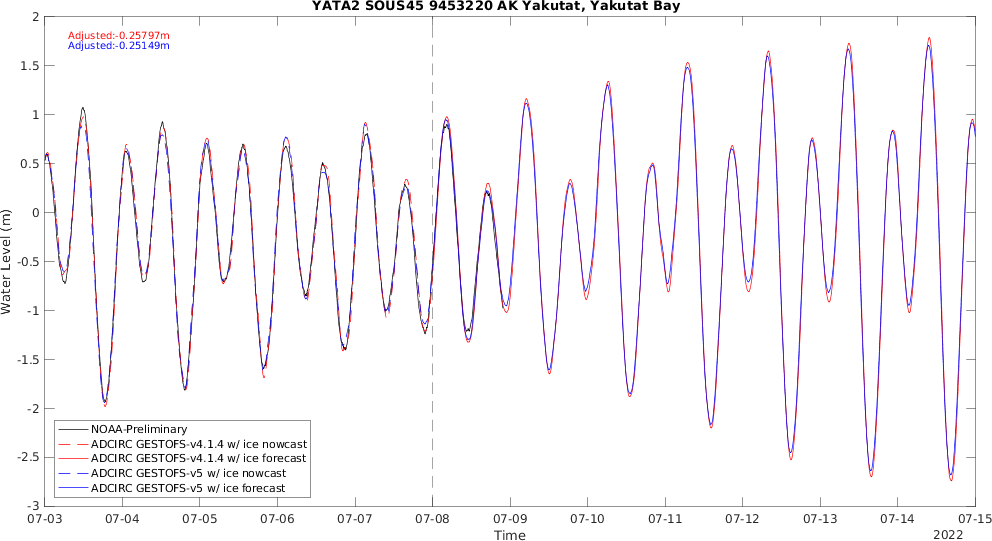 YATA2 SOUS45 9453220 AK Yakutat, Yakutat Bay
Adjusted:-0.25797m
Adjusted:-0.25149m
2
1.5
1
0.5
0
-0.5
-1
-1.5
-2
-2.5
-3
Water Level (m)
NOAA-Preliminary
ADCIRC GESTOFS-v4.1.4 w/ ice nowcast
ADCIRC GESTOFS-v4.1.4 w/ ice forecast
ADCIRC GESTOFS-v5 w/ ice nowcast
ADCIRC GESTOFS-v5 w/ ice forecast
07-03 07-04 07-05 07-06 07-07 07-08 07-09 07-10 07-11 07-12 07-13 07-14 07-15
Time
2022